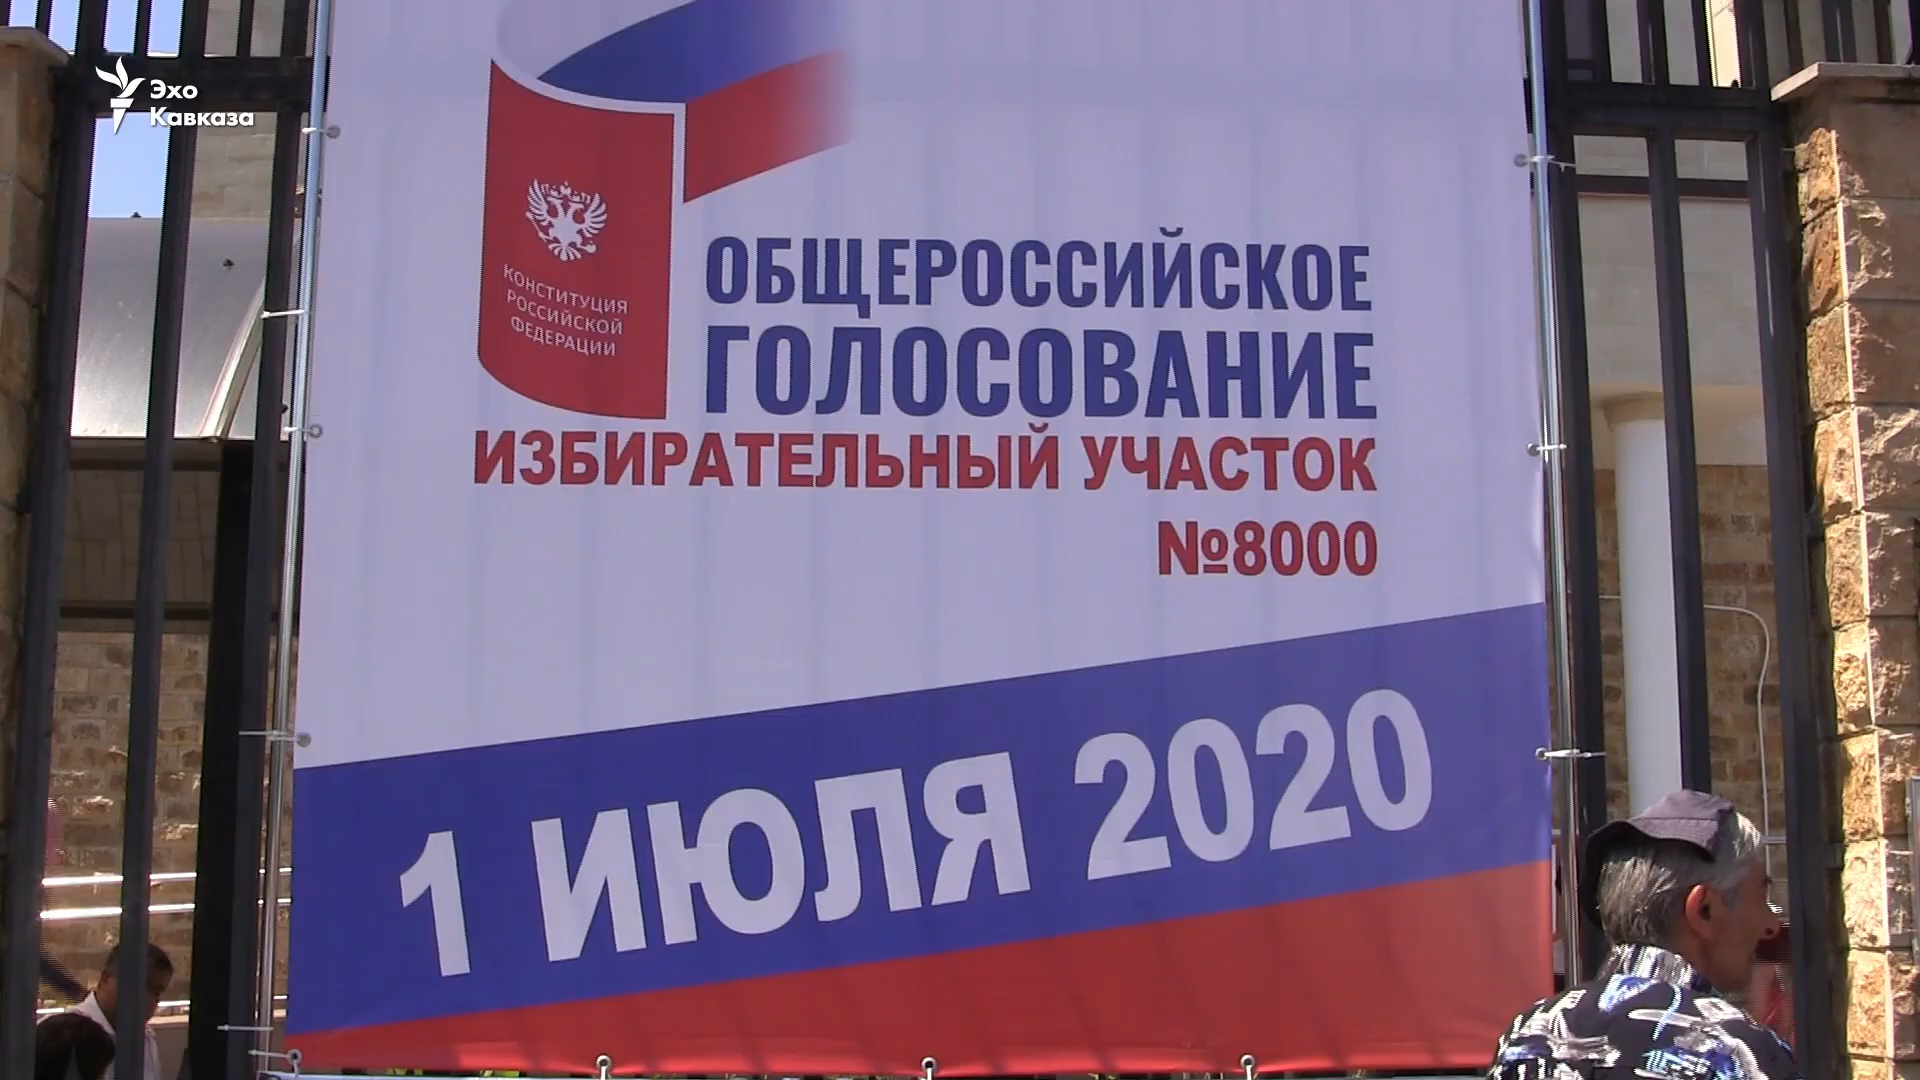 Эхо
Кавказа
КОНСТИТУЦИЯ
РОССИЙСКОЙ
ФЕДЕРАЦИИ
ОБЩЕРОССИЙСКОЕ
ГОЛОСОВАНИЕ
ИЗБИРАТЕЛЬНЫЙ УЧАСТОК
№8000
1 ИЮЛЯ 2020